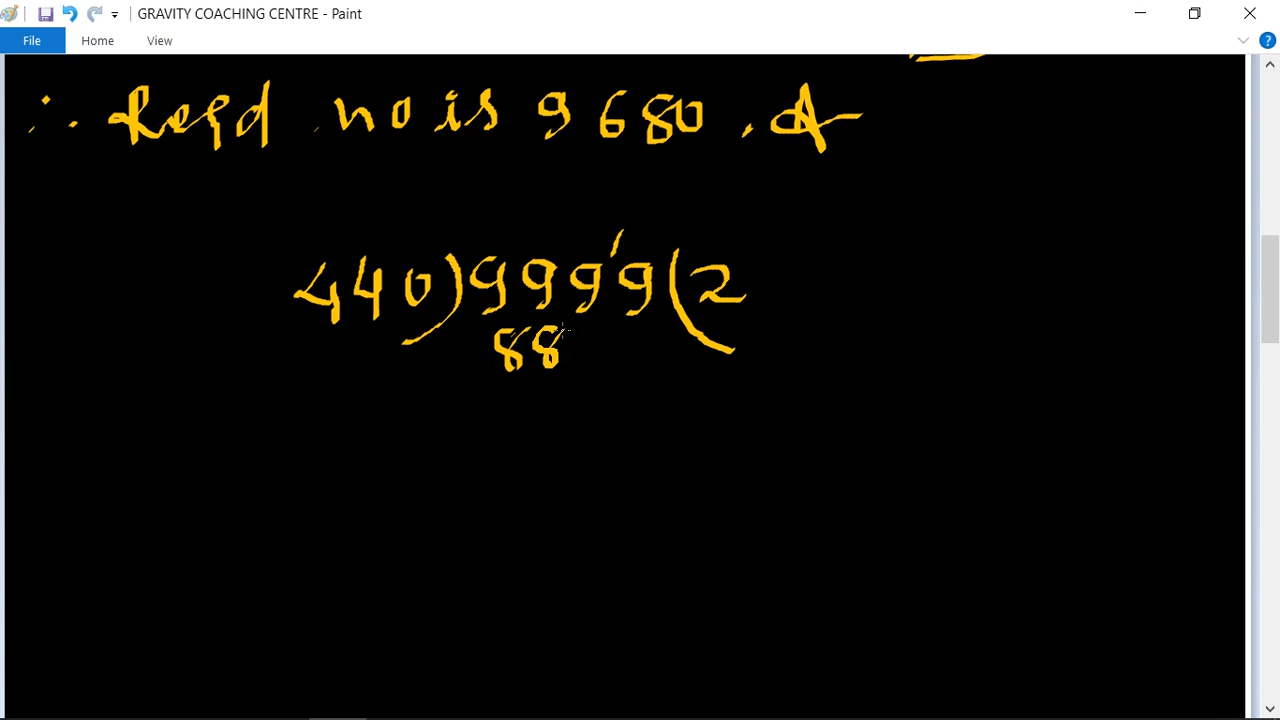 GRAVITY COACHING CENTRE - Paint
File Home View
∴ Reqd no is 9680. A
440)9999(2
88